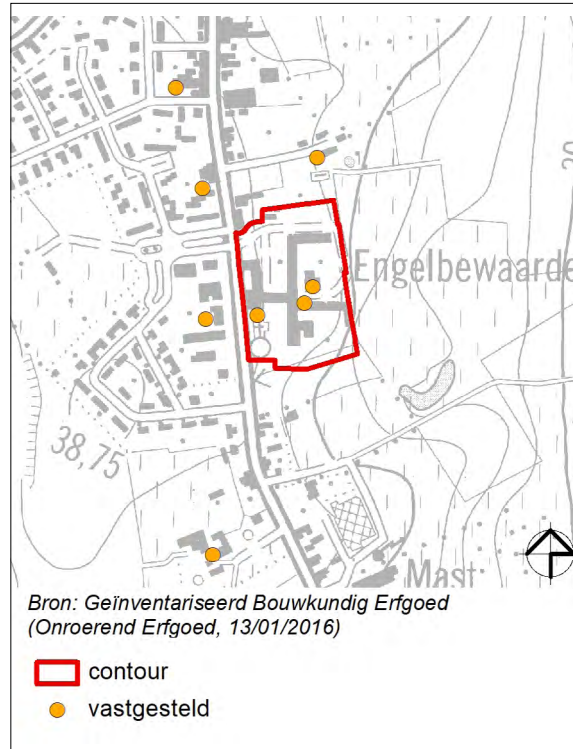 Engelbewaarde
38,75
Mast
Bron: Geïnventariseerd Bouwkundig Erfgoed
(Onroerend Erfgoed, 13/01/2016)
contour
vastgesteld